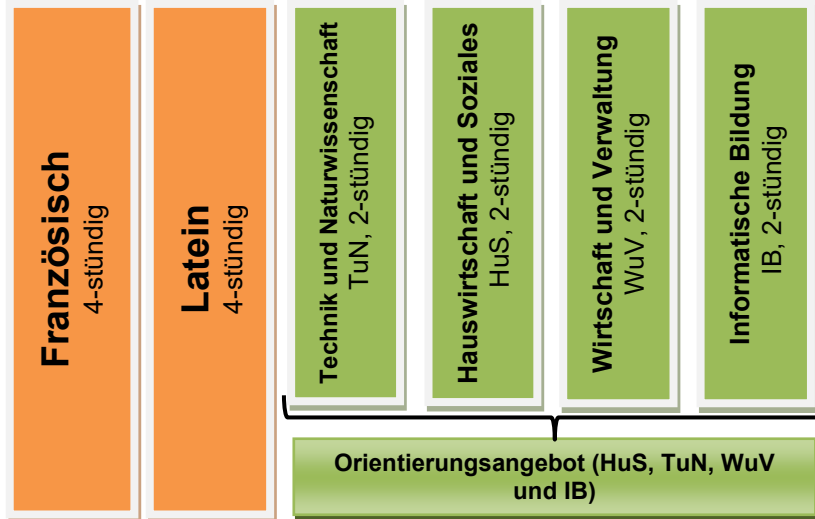 Französisch
4-stündig
Latein
4-stündig
Technik und Naturwissenschaft
TuN, 2-stündig
Hauswirtschaft und Soziales
HuS, 2-stündig
Wirtschaft und Verwaltung
WuV, 2-stündig
Informatische Bildung
IB, 2-stündig
Orientierungsangebot (HuS, TuN, WuV
und IB)